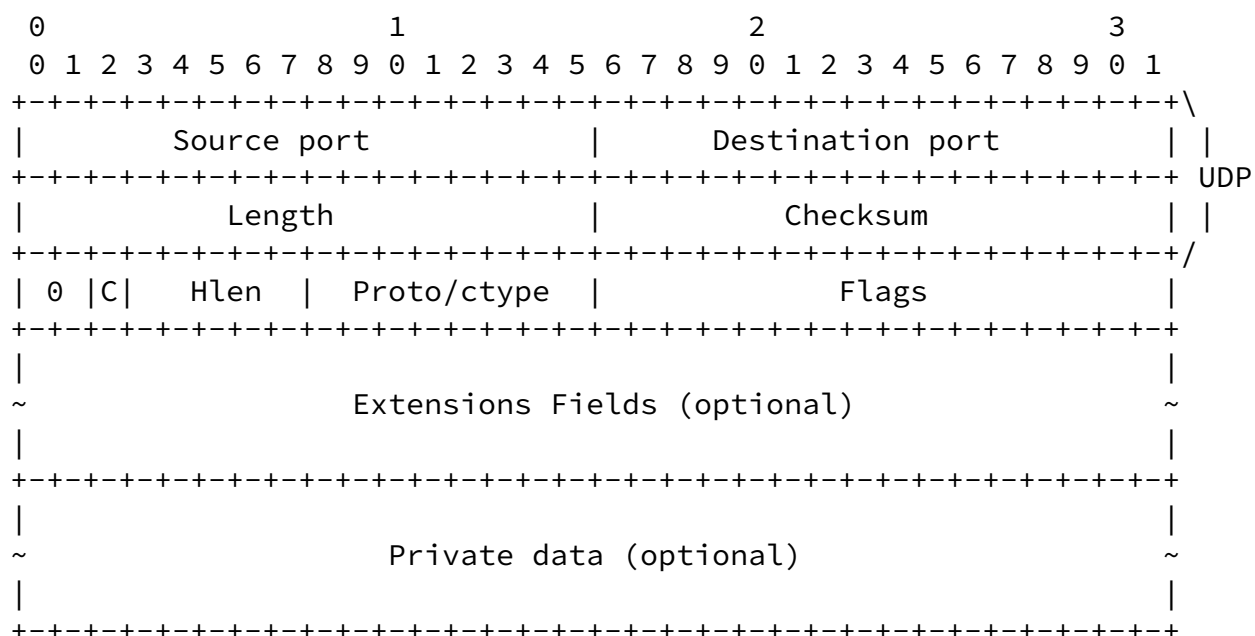 0                   1                   2                   3
 0 1 2 3 4 5 6 7 8 9 0 1 2 3 4 5 6 7 8 9 0 1 2 3 4 5 6 7 8 9 0 1
+-+-+-+-+-+-+-+-+-+-+-+-+-+-+-+-+-+-+-+-+-+-+-+-+-+-+-+-+-+-+-+-+\
|        Source port            |      Destination port         | |
+-+-+-+-+-+-+-+-+-+-+-+-+-+-+-+-+-+-+-+-+-+-+-+-+-+-+-+-+-+-+-+-+ UDP
|           Length              |          Checksum             | |
+-+-+-+-+-+-+-+-+-+-+-+-+-+-+-+-+-+-+-+-+-+-+-+-+-+-+-+-+-+-+-+-+/
| 0 |C|   Hlen  |  Proto/ctype  |             Flags             |
+-+-+-+-+-+-+-+-+-+-+-+-+-+-+-+-+-+-+-+-+-+-+-+-+-+-+-+-+-+-+-+-+
|                                                               |
~                  Extensions Fields (optional)                 ~
|                                                               |
+-+-+-+-+-+-+-+-+-+-+-+-+-+-+-+-+-+-+-+-+-+-+-+-+-+-+-+-+-+-+-+-+
|                                                               |
~                    Private data (optional)                    ~
|                                                               |
+-+-+-+-+-+-+-+-+-+-+-+-+-+-+-+-+-+-+-+-+-+-+-+-+-+-+-+-+-+-+-+-+